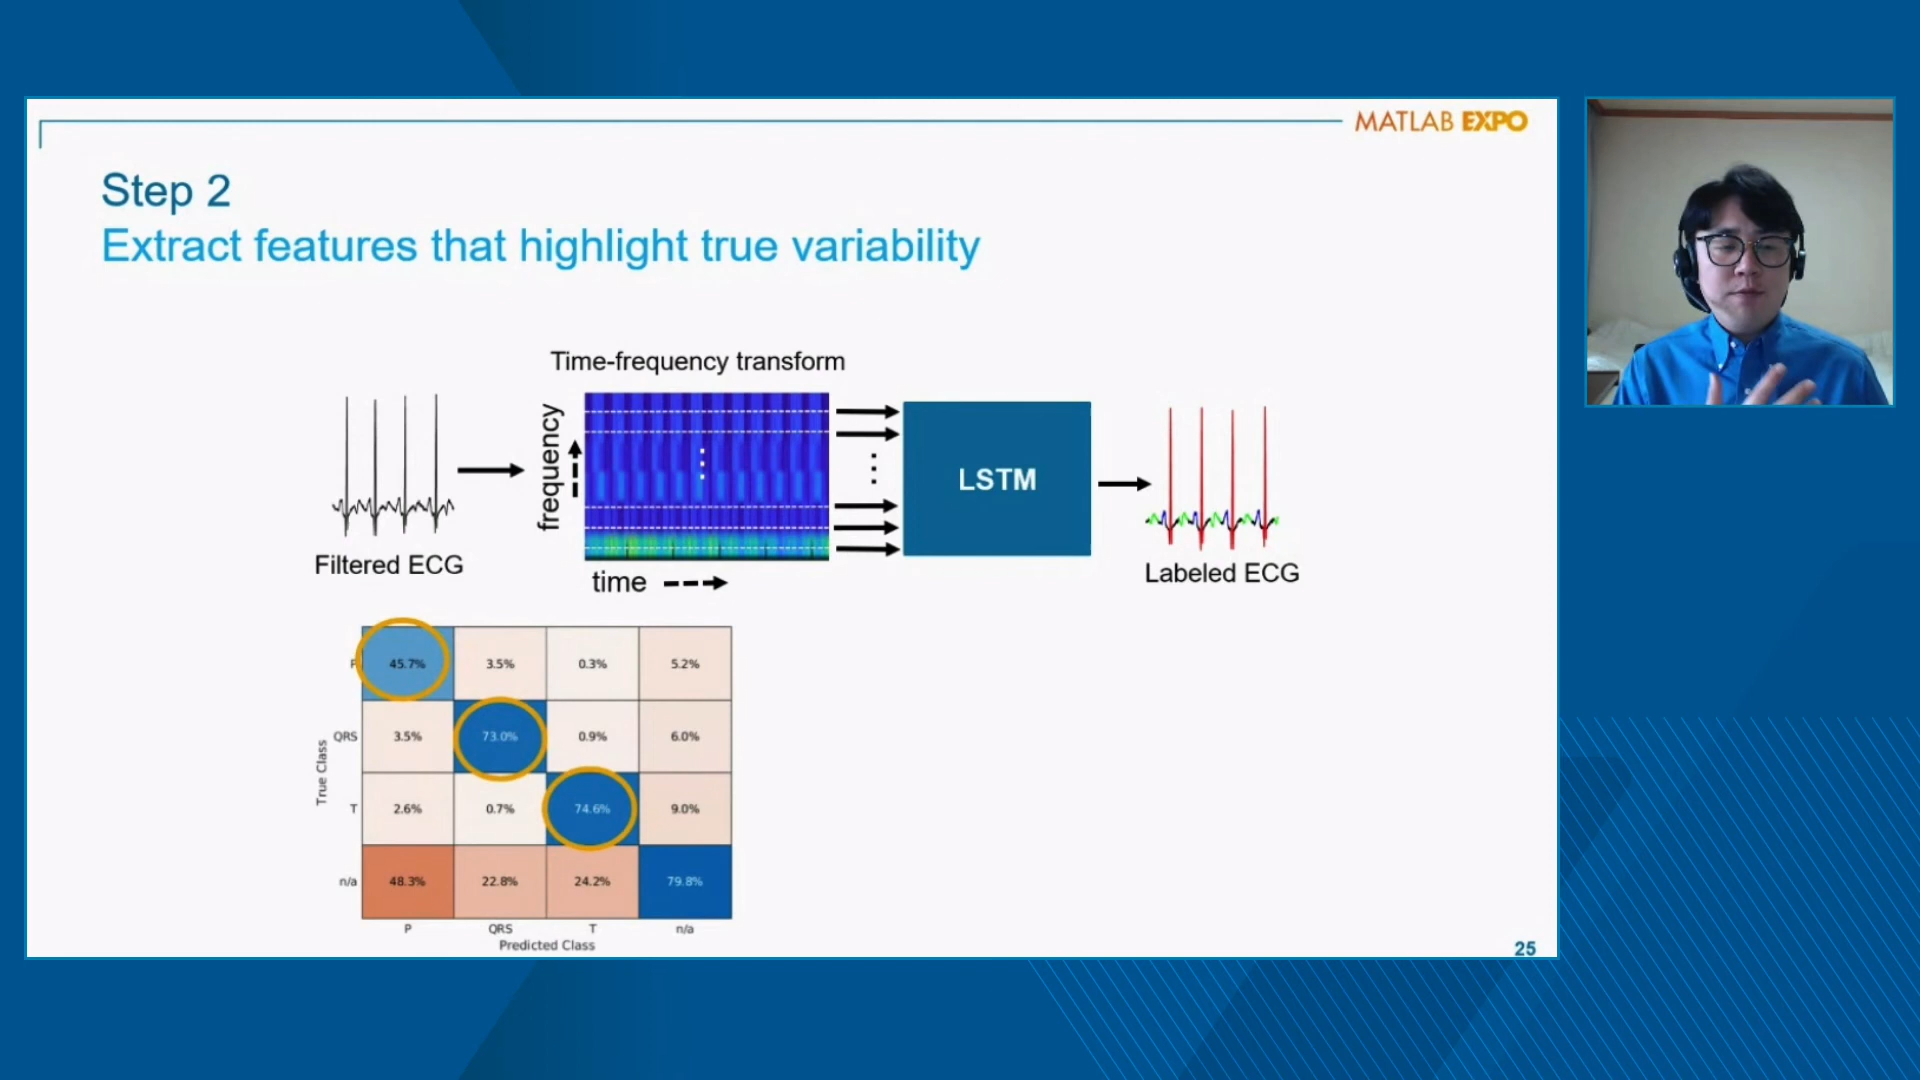 MATLAB EXPO
Step 2
Extract features that highlight true variability
Time-frequency transform
frequency
time
Filtered ECG
LSTM
Labeled ECG
True Class
P 45.7% 3.5% 0.3% 5.2%
QRS 3.5% 73.0% 0.9% 6.0%
T 2.6% 0.7% 74.6% 9.0%
n/a 48.3% 22.8% 24.2% 79.8%
P QRS T n/a
Predicted Class
25